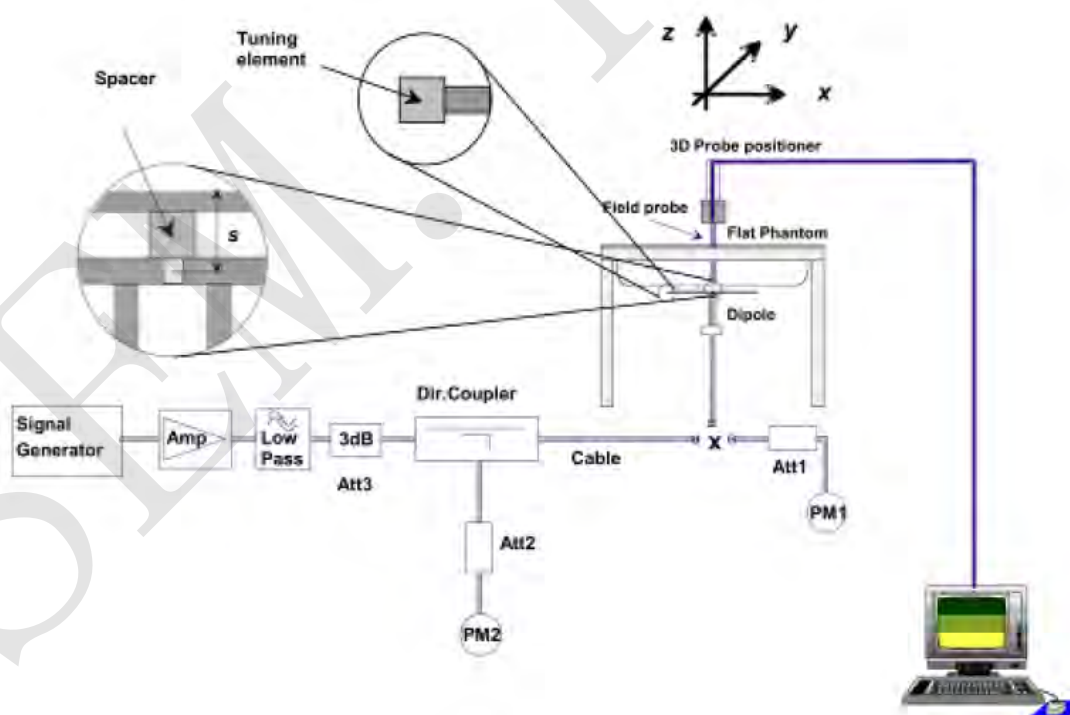 Tuning
element
Spacer
z
y
x
3D Probe positioner
Field probe
Flat Phantom
s
Dipole
Dir.Coupler
Signal
Generator
Amp
Low
Pass
3dB
Att3
Cable
x
Att1
PM1
Att2
PM2